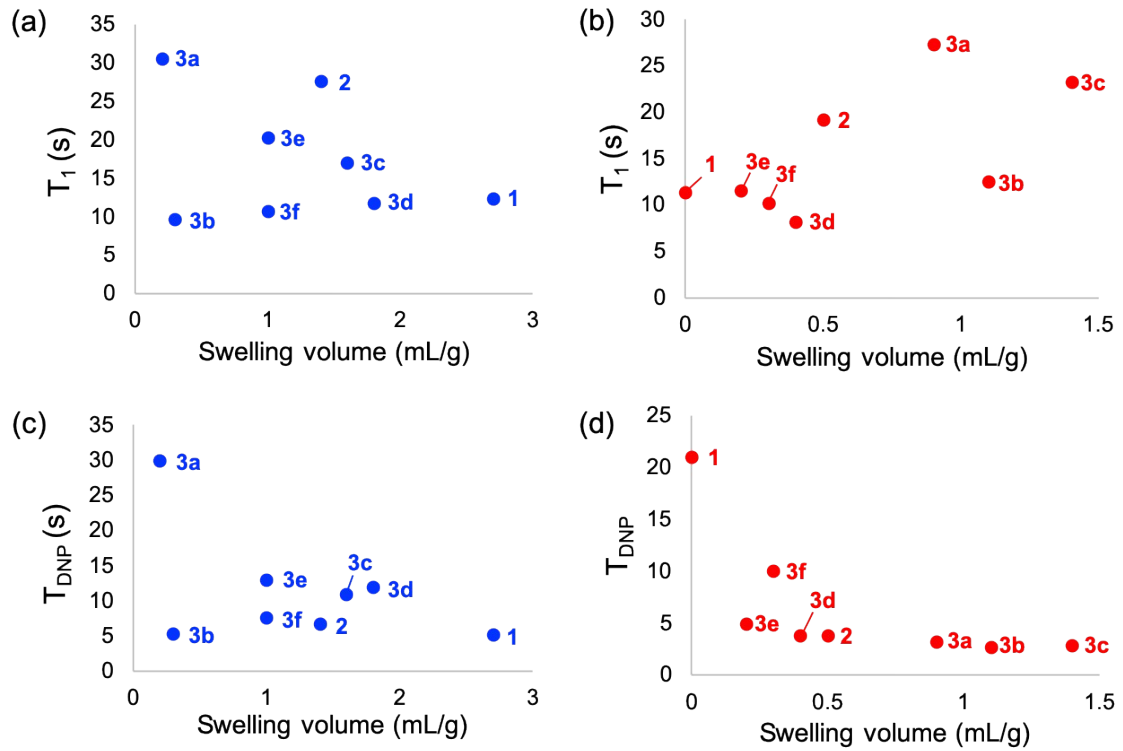 (a)
35
30
25
20
15
10
5
0
T1 (s)
3a
2
3e
3c
3d
1
3f
3b
0 1 2 3
Swelling volume (mL/g)
(b)
30
25
20
15
10
5
0
T1 (s)
3a
3c
2
1
3e
3f
3b
3d
0 0.5 1 1.5
Swelling volume (mL/g)
(c)
35
30
25
20
15
10
5
0
TDNP (s)
3a
3c
3e
3d
3f
2
3b
1
0 1 2 3
Swelling volume (mL/g)
(d)
25
20
15
10
5
0
TDNP
1
3f
3d
3e
2
3a
3b
3c
0 0.5 1 1.5
Swelling volume (mL/g)